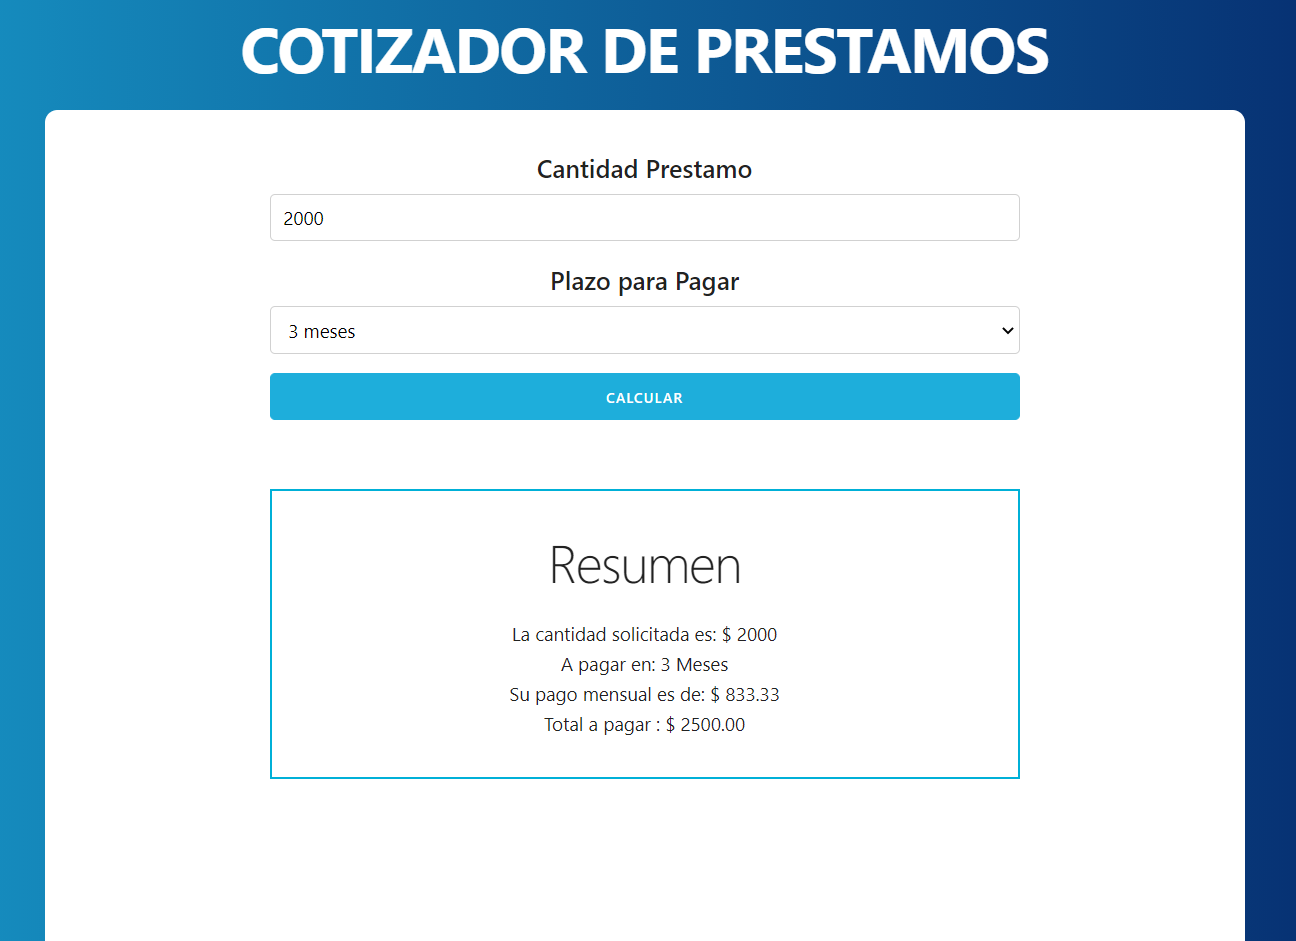 COTIZADOR DE PRESTAMOS
Cantidad Prestamo
2000
Plazo para Pagar
3 meses
CALCULAR
Resumen
La cantidad solicitada es: $ 2000
A pagar en: 3 Meses
Su pago mensual es de: $ 833.33
Total a pagar : $ 2500.00